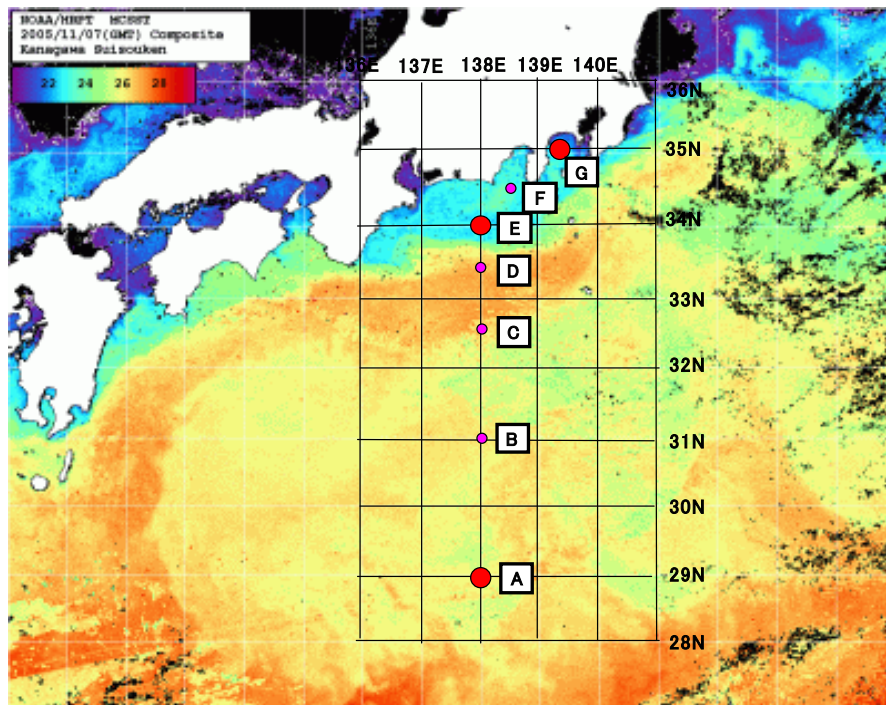 NOAA/HRPT MCSST
2005/11/07(GMT) Composite
Kanagawa Suisouken
22 24 26 28
136E
136E 137E 138E 139E 140E
36N
35N
G
F
34N
E
D
33N
C
32N
B
31N
30N
A
29N
28N